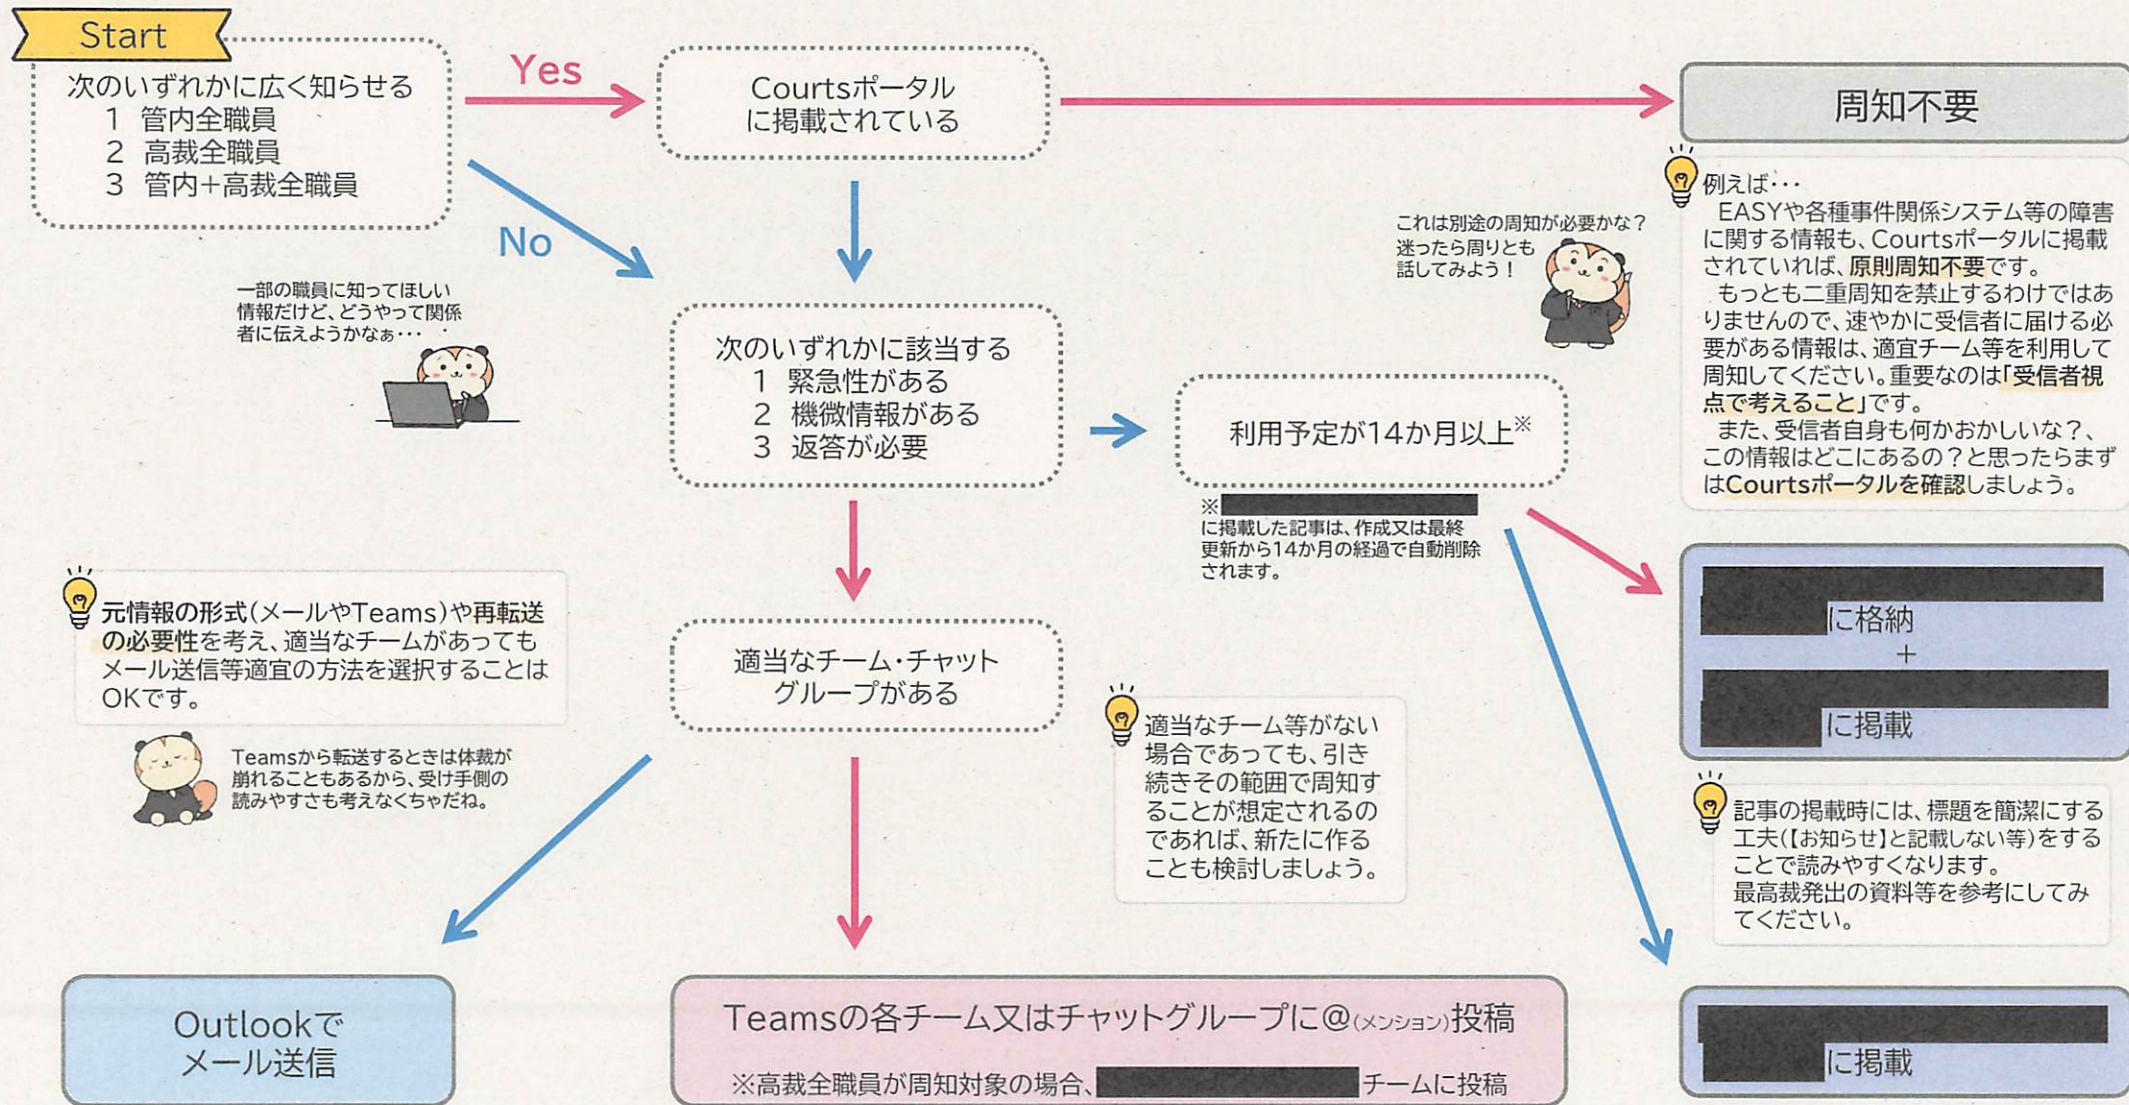 Start
次のいずれかに広く知らせる
1 管内全職員
2 高裁全職員
3 管内+高裁全職員
Yes
No
Courtsポータル
に掲載されている
周知不要
例えば・・・
EASYや各種事件関係システム等の障害
に関する情報も、Courtsポータルに掲載
されていれば、原則周知不要です。
もっとも二重周知を禁止するわけではあ
りませんので、速やかに受信者に届ける必
要がある情報は、適宜チーム等を利用して
周知してください。重要なのは「受信者視
点で考えること」です。
また、受信者自身も何かおかしいな?、
この情報はどこにあるの?と思ったらまず
はCourtsポータルを確認しましょう。
これは別途の周知が必要かな?
迷ったら周りとも
話してみよう!
一部の職員に知ってほしい
情報だけど、どうやって関係
者に伝えようかなぁ・・・
次のいずれかに該当する
1 緊急性がある
2 機微情報がある
3 返答が必要
利用予定が14か月以上※
※
に掲載した記事は、作成又は最終
更新から14か月の経過で自動削除
されます。
に格納
+
に掲載
元情報の形式(メールやTeams)や再転送
の必要性を考え、適当なチームがあっても
メール送信等適宜の方法を選択することは
OKです。
適当なチーム・チャット
グループがある
Teamsから転送するときは体裁が
崩れることもあるから、受け手側の
読みやすさも考えなくちゃだね。
適当なチーム等がない
場合であっても、引き
続きその範囲で周知す
ることが想定されるの
であれば、新たに作る
ことも検討しましょう。
記事の掲載時には、標題を簡潔にする
工夫(【お知らせ】と記載しない等)をする
ことで読みやすくなります。
最高裁発出の資料等を参考にしてみ
てください。
Outlookで
メール送信
Teamsの各チーム又はチャットグループに@(メンション)投稿
※高裁全職員が周知対象の場合、
チームに投稿
に掲載